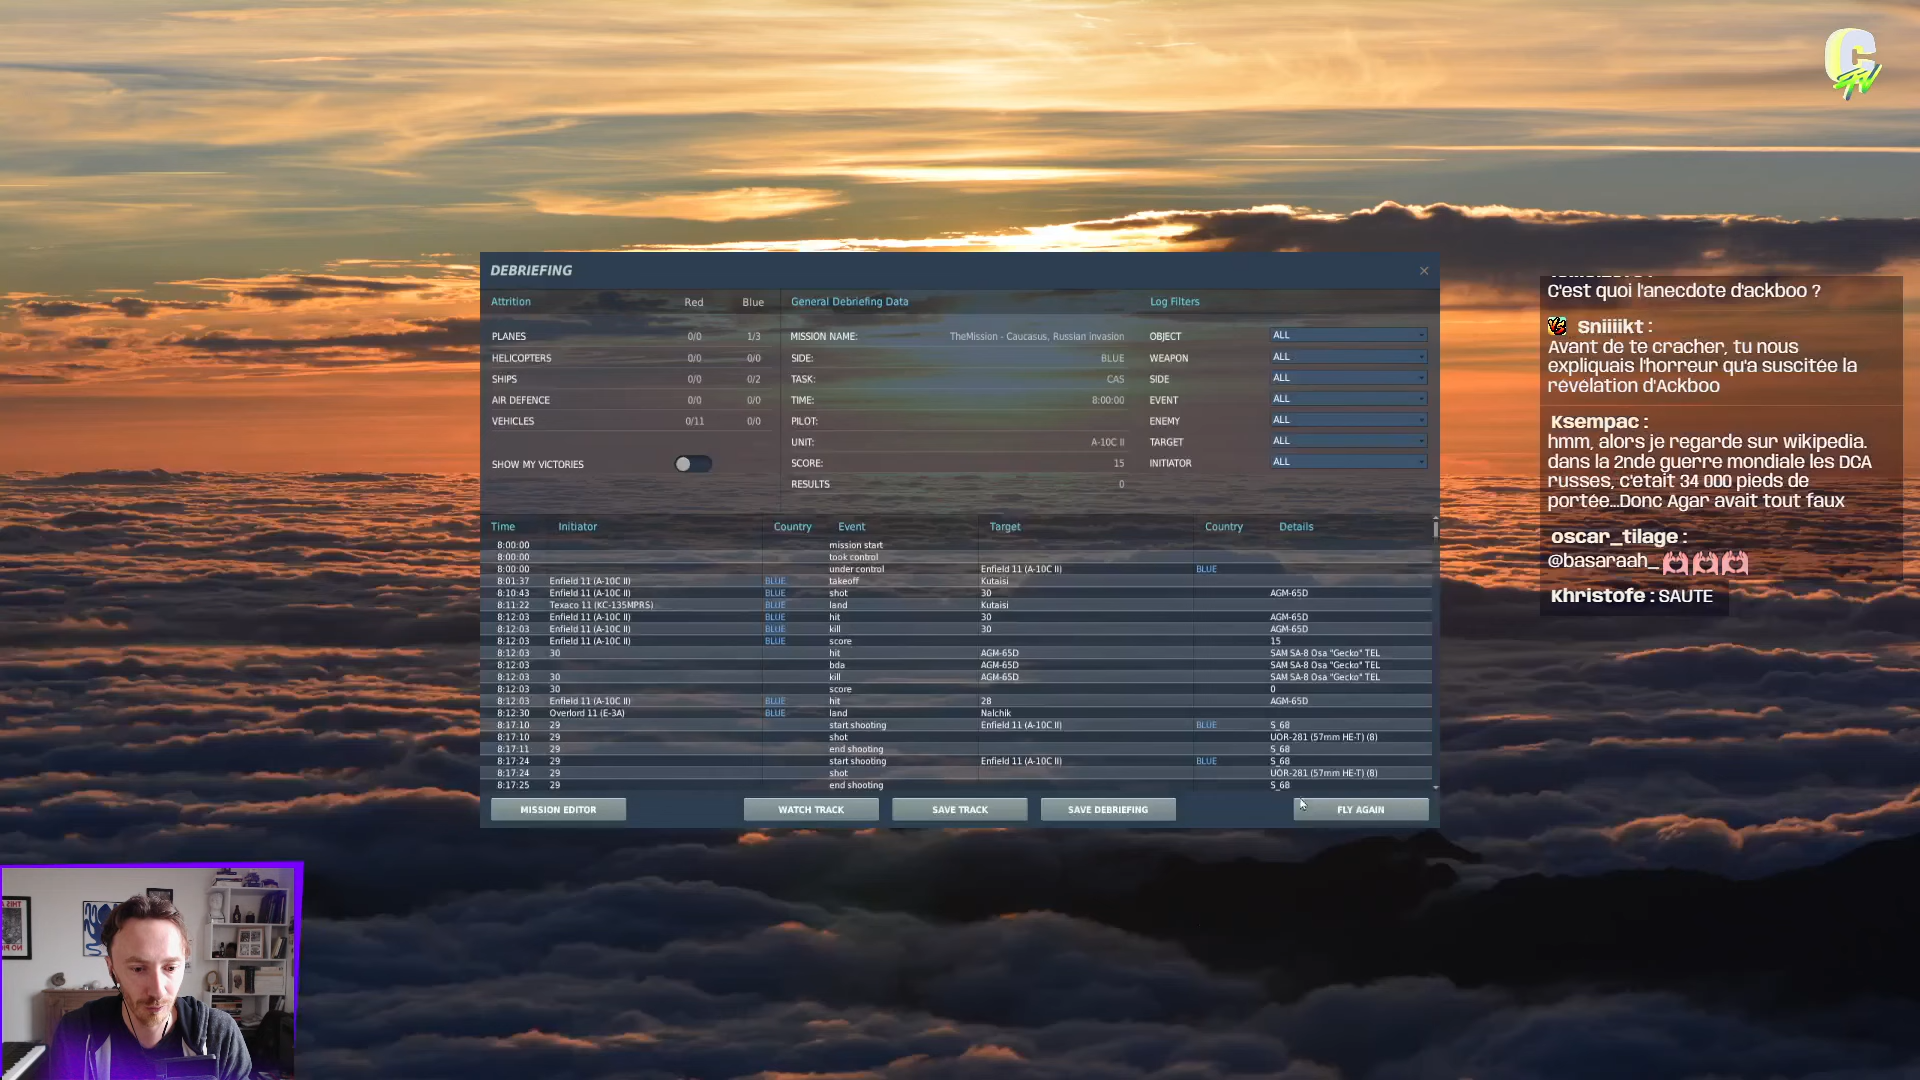 C TV
DEBRIEFING
Attrition Red Blue
PLANES 0/0 1/3
HELICOPTERS 0/0 0/0
SHIPS 0/0 0/2
AIR DEFENCE 0/0 0/0
VEHICLES 0/11 0/0
SHOW MY VICTORIES
General Debriefing Data
MISSION NAME: TheMission - Caucasus, Russian Invasion
SIDE: BLUE
TASK: CAS
TIME: 8:00:00
PILOT:
UNIT: A-10C II
SCORE: 15
RESULTS 0
Log Filters
OBJECT ALL
WEAPON ALL
SIDE ALL
EVENT ALL
ENEMY ALL
TARGET ALL
INITIATOR ALL
Time Initiator Country Event Target Country Details
8:00:00 mission start
8:00:00 took control
8:00:00 under control Enfield 11 (A-10C II) BLUE
8:01:37 Enfield 11 (A-10C II) BLUE takeoff Kutaisi
8:10:43 Enfield 11 (A-10C II) BLUE shot 30 AGM-65D
8:11:22 Texaco 11 (KC-135MPRS) BLUE land Kutaisi
8:12:03 Enfield 11 (A-10C II) BLUE hit 30 AGM-65D
8:12:03 Enfield 11 (A-10C II) BLUE kill 30 AGM-65D
8:12:03 Enfield 11 (A-10C II) BLUE score 15
8:12:03 30 hit AGM-65D SAM SA-8 Osa "Gecko" TEL
8:12:03 bda AGM-65D SAM SA-8 Osa "Gecko" TEL
8:12:03 30 kill AGM-65D SAM SA-8 Osa "Gecko" TEL
8:12:03 30 score 0
8:12:03 Enfield 11 (A-10C II) BLUE hit 28 AGM-65D
8:12:30 Overlord 11 (E-3A) BLUE land Nalchik
8:17:10 29 start shooting Enfield 11 (A-10C II) BLUE S_68
8:17:10 29 shot UOR-281 (57mm HE-T) (8)
8:17:11 29 end shooting S_68
8:17:24 29 start shooting Enfield 11 (A-10C II) BLUE S_68
8:17:24 29 shot UOR-281 (57mm HE-T) (8)
8:17:25 29 end shooting S_68
MISSION EDITOR WATCH TRACK SAVE TRACK SAVE DEBRIEFING FLY AGAIN
C'est quoi l'anecdote d'ackboo ?
Sniiiikt :
Avant de te cracher, tu nous
expliquais l'horreur qu'a suscitée la
révélation d'Ackboo
Ksempac :
hmm, alors je regarde sur wikipedia.
dans la 2nde guerre mondiale les DCA
russes, c'etait 34 000 pieds de
portée...Donc Agar avait tout faux
oscar_tilage :
@basaraah_
Khristofe : SAUTE